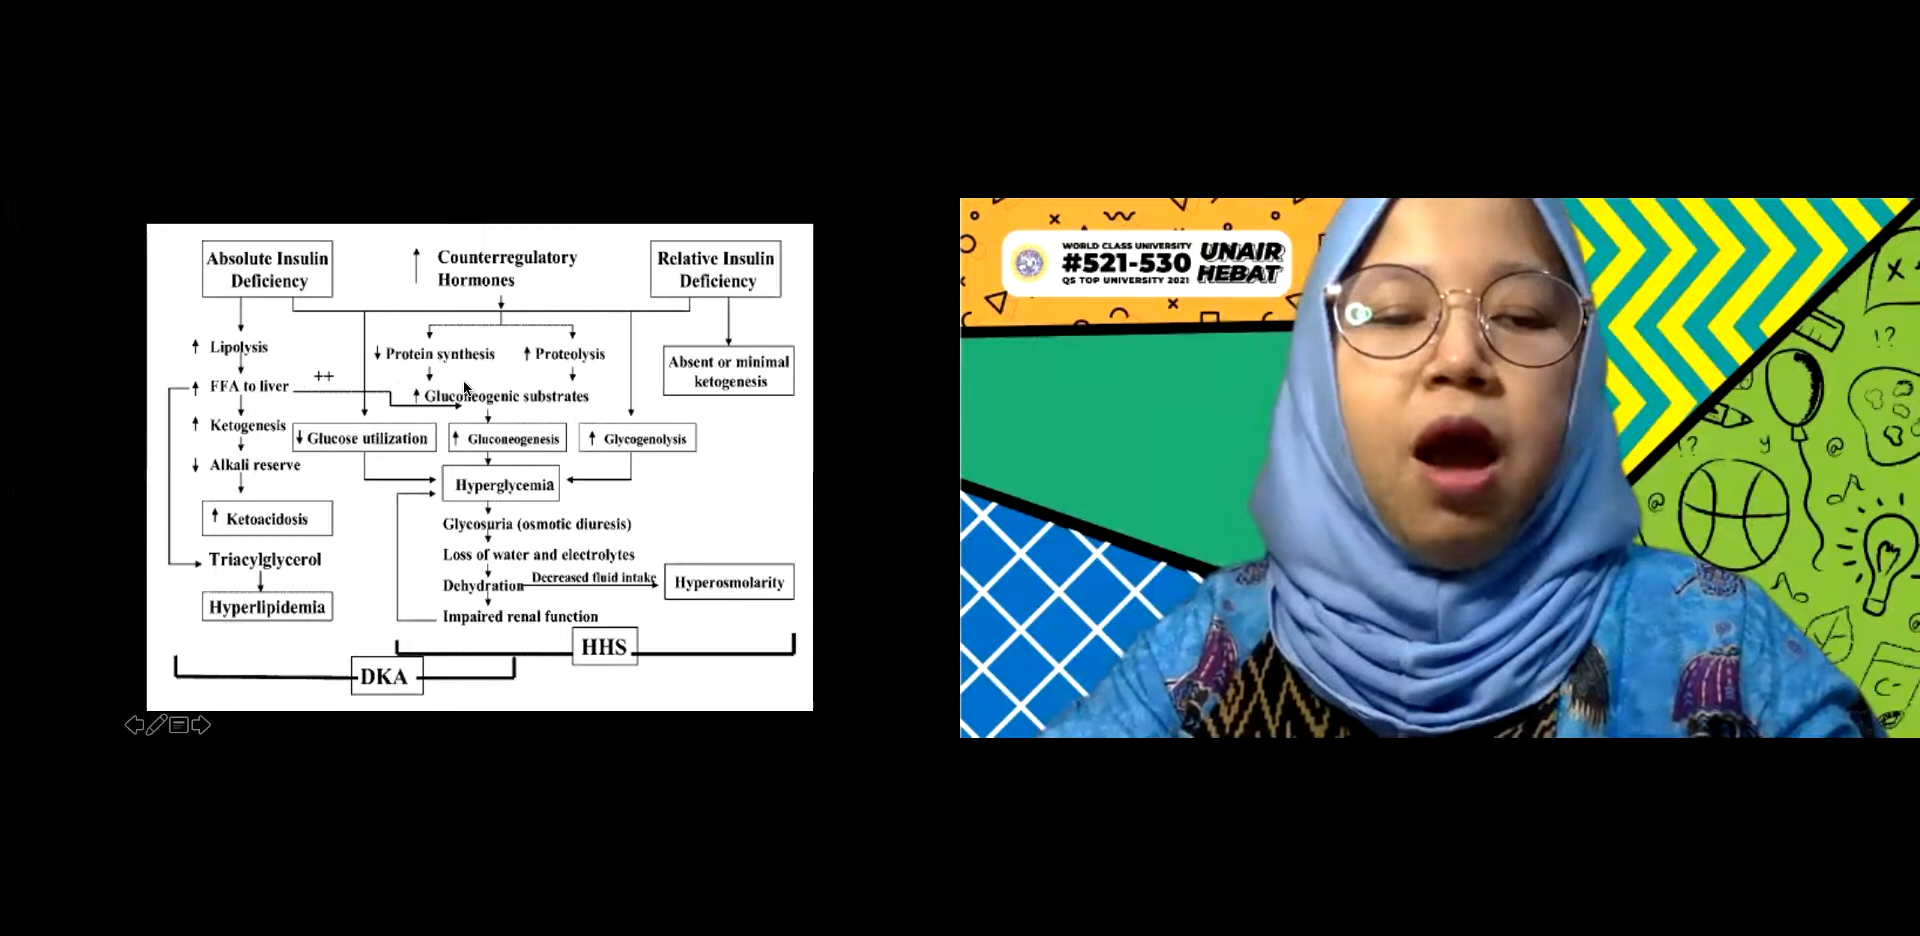 Absolute Insulin
Deficiency
↑ Counterregulatory
Hormones
Relative Insulin
Deficiency
↑ Lipolysis
↓ Protein synthesis
↑ Proteolysis
Absent or minimal
ketogenesis
↑ FFA to liver
++
↑ Gluconeogenic substrates
↑ Ketogenesis
↓ Glucose utilization
↑ Gluconeogenesis
↑ Glycogenolysis
↓ Alkali reserve
Hyperglycemia
↑ Ketoacidosis
Glycosuria (osmotic diuresis)
Loss of water and electrolytes
Triacylglycerol
Dehydration
Decreased fluid intake
Hyperosmolarity
Hyperlipidemia
Impaired renal function
HHS
DKA
WORLD CLASS UNIVERSITY
#521-530
QS TOP UNIVERSITY 2021
UNAIR
HEBAT
X
!?
?
y
@
@
@
C-